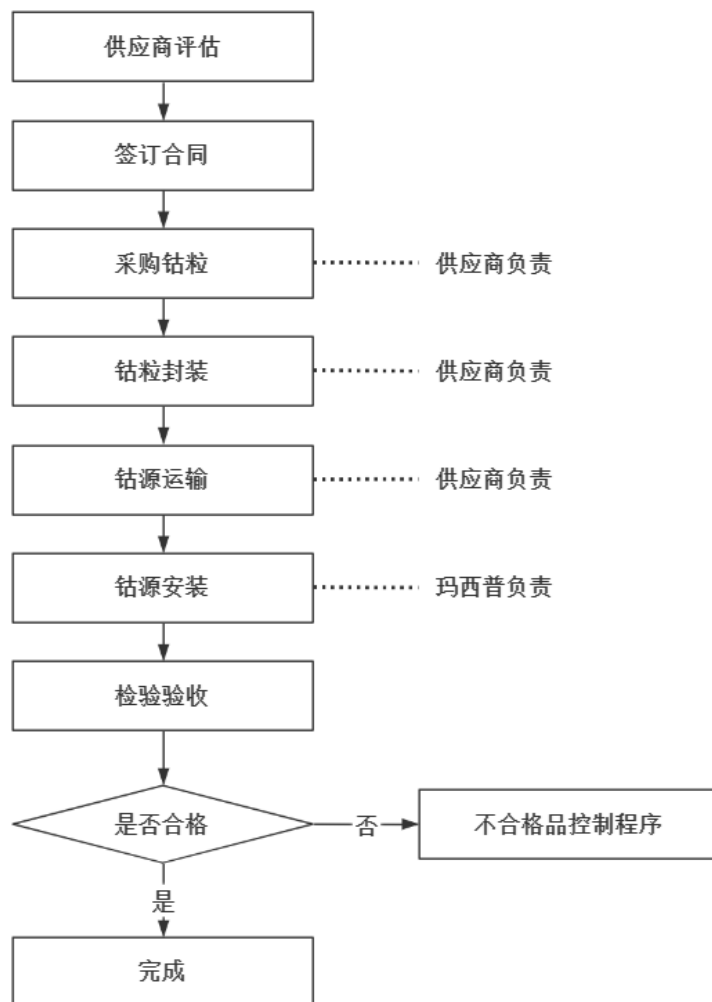 供应商评估
签订合同
采购钴粒
供应商负责
钴粒封装
供应商负责
钴源运输
供应商负责
钴源安装
玛西普负责
检验验收
是否合格
否
不合格品控制程序
是
完成